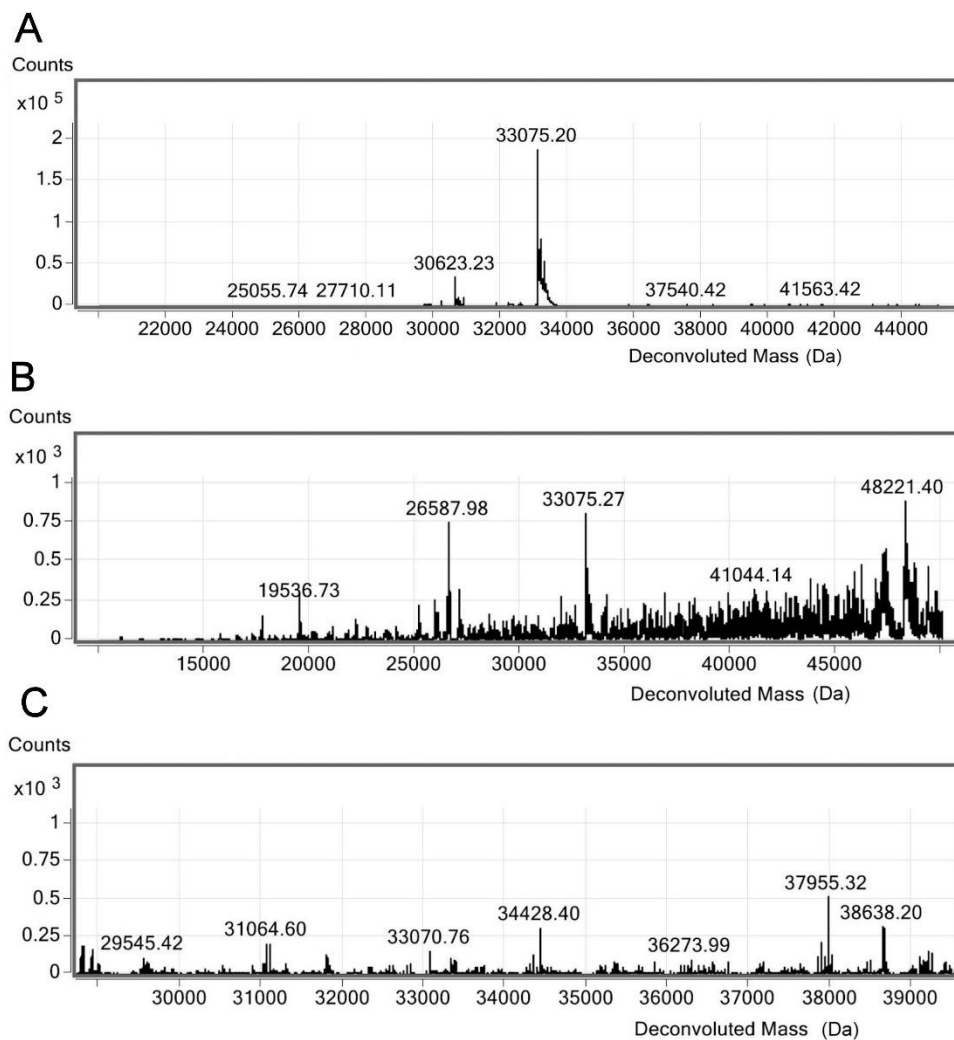 A
Counts
x10 5
2
1.5
1
0.5
0
33075.20
30623.23
25055.74 27710.11
37540.42
41563.42
22000 24000 26000 28000 30000 32000 34000 36000 38000 40000 42000 44000
Deconvoluted Mass (Da)
B
Counts
x10 3
1
0.75
0.5
0.25
0
48221.40
33075.27
26587.98
19536.73
41044.14
15000 20000 25000 30000 35000 40000 45000
Deconvoluted Mass (Da)
C
Counts
x10 3
1
0.75
0.5
0.25
0
37955.32
38638.20
34428.40
31064.60
33070.76
29545.42
36273.99
30000 31000 32000 33000 34000 35000 36000 37000 38000 39000
Deconvoluted Mass (Da)